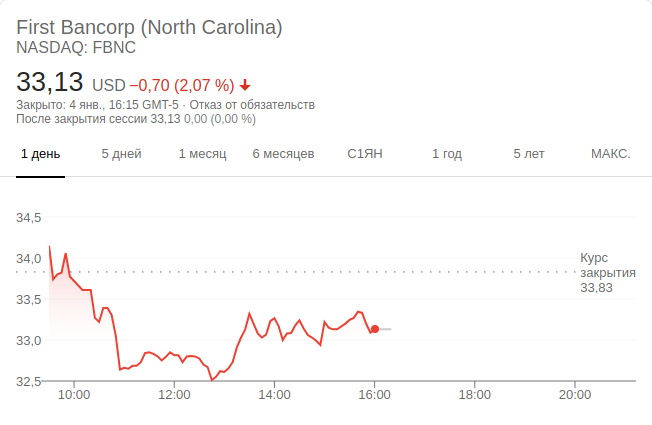 First Bancorp (North Carolina)
NASDAQ: FBNC
33,13 USD −0,70 (2,07 %)
Закрыто: 4 янв., 16:15 GMT-5 · Отказ от обязательств
После закрытия сессии 33,13 0,00 (0,00 %)
1 день 5 дней 1 месяц 6 месяцев С1ЯН 1 год 5 лет МАКС.
34,5
34,0
33,5
33,0
32,5
Курс
закрытия
33,83
10:00 12:00 14:00 16:00 18:00 20:00